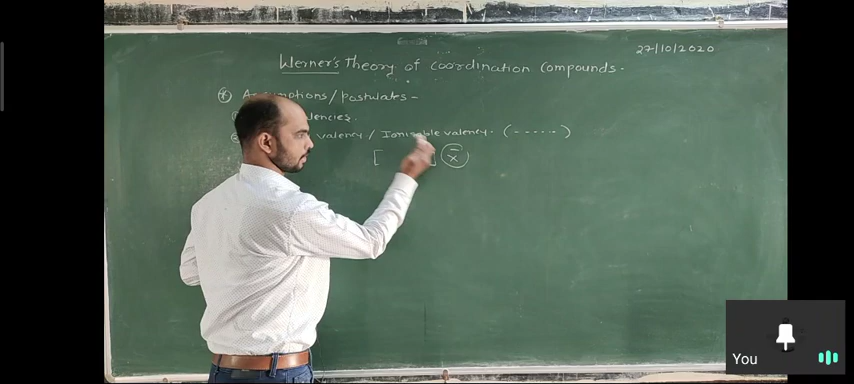 27/10/2020
Werner's theory of coordination compounds.
Assumptions/postulates-
valency / Ionisable valency. (------)
[ ] x̄
You